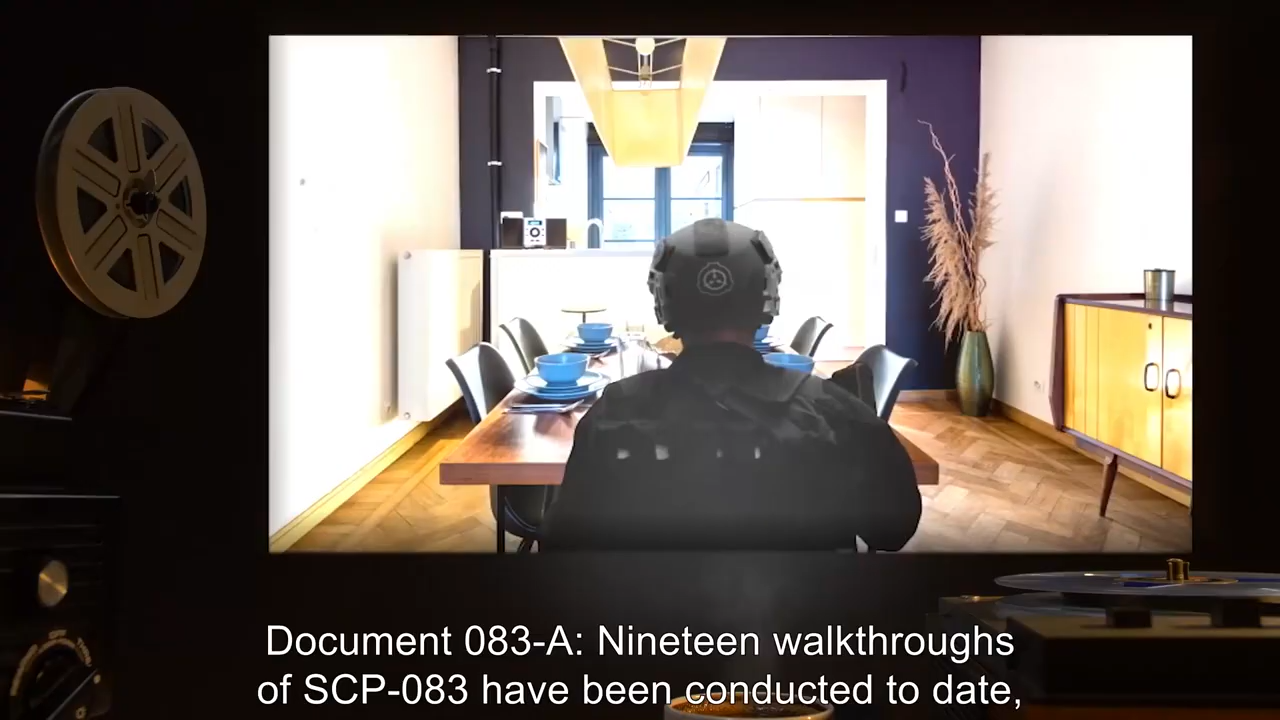 Document 083-A: Nineteen walkthroughs
of SCP-083 have been conducted to date,